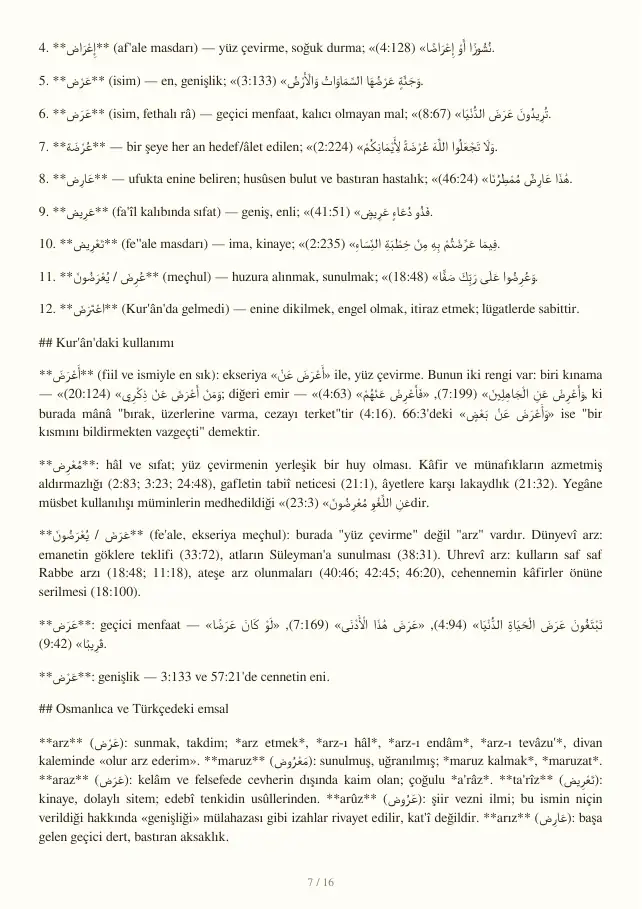 4. **إِعْرَاض** (af'ale masdarı) — yüz çevirme, soğuk durma; «نُشُوزًا أَوْ إِعْرَاضًا» (4:128).
5. **عَرْض** (isim) — en, genişlik; «وَجَنَّةٍ عَرْضُهَا السَّمَاوَاتُ وَالْأَرْضُ» (3:133).
6. **عَرَض** (isim, fethalı râ) — geçici menfaat, kalıcı olmayan mal; «تُرِيدُونَ عَرَضَ الدُّنْيَا» (8:67).
7. **عُرْضَة** — bir şeye her an hedef/âlet edilen; «وَلَا تَجْعَلُوا اللَّهَ عُرْضَةً لِأَيْمَانِكُمْ» (2:224).
8. **عَارِض** — ufukta enine beliren; husûsen bulut ve bastıran hastalık; «هَٰذَا عَارِضٌ مُمْطِرُنَا» (46:24).
9. **عَرِيض** (fa'îl kalıbında sıfat) — geniş, enli; «فَذُو دُعَاءٍ عَرِيضٍ» (41:51).
10. **تَعْرِيض** (fe"ale masdarı) — ima, kinaye; «فِيمَا عَرَّضْتُمْ بِهِ مِنْ خِطْبَةِ النِّسَاءِ» (2:235).
11. **عُرِضَ / يُعْرَضُونَ** (meçhul) — huzura alınmak, sunulmak; «وَعُرِضُوا عَلَى رَبِّكَ صَفًّا» (18:48).
12. **اعْتَرَضَ** (Kur'ân'da gelmedi) — enine dikilmek, engel olmak, itiraz etmek; lügatlerde sabittir.
## Kur'ân'daki kullanımı
**أَعْرَضَ** (fiil ve ismiyle en sık): ekseriya «أَعْرَضَ عَنْ» ile, yüz çevirme. Bunun iki rengi var: biri kınama
— «وَمَنْ أَعْرَضَ عَنْ ذِكْرِي» (20:124); diğeri emir — «فَأَعْرِضْ عَنْهُمْ» (4:63), «وَأَعْرِضْ عَنِ الْجَاهِلِينَ» (7:199), ki
burada mânâ "bırak, üzerlerine varma, cezayı terket"tir (4:16). 66:3'deki «وَأَعْرَضَ عَنْ بَعْضٍ» ise "bir
kısmını bildirmekten vazgeçti" demektir.
**مُعْرِض**: hâl ve sıfat; yüz çevirmenin yerleşik bir huy olması. Kâfir ve münafıkların azmetmiş
aldırmazlığı (2:83; 3:23; 24:48), gafletin tabiî neticesi (21:1), âyetlere karşı lakaydlık (21:32). Yegâne
müsbet kullanılışı müminlerin medhedildiği «عَنِ اللَّغْوِ مُعْرِضُونَ» (23:3)dir.
**عَرَضَ / يُعْرَضُونَ** (fe'ale, ekseriya meçhul): burada "yüz çevirme" değil "arz" vardır. Dünyevî arz:
emanetin göklere teklifi (33:72), atların Süleyman'a sunulması (38:31). Uhrevî arz: kulların saf saf
Rabbe arzı (18:48; 11:18), ateşe arz olunmaları (40:46; 42:45; 46:20), cehennemin kâfirler önüne
serilmesi (18:100).
**عَرَض**: geçici menfaat — «تَبْتَغُونَ عَرَضَ الْحَيَاةِ الدُّنْيَا» (4:94), «عَرَضَ هَٰذَا الْأَدْنَى» (7:169), «لَوْ كَانَ عَرَضًا
قَرِيبًا» (9:42).
**عَرْض**: genişlik — 3:133 ve 57:21'de cennetin eni.
## Osmanlıca ve Türkçedeki emsal
**arz** (عَرْض): sunmak, takdim; *arz etmek*, *arz-ı hâl*, *arz-ı endâm*, *arz-ı tevâzu'*, divan
kaleminde «olur arz ederim». **maruz** (مَعْرُوض): sunulmuş, uğranılmış; *maruz kalmak*, *maruzat*.
**araz** (عَرَض): kelâm ve felsefede cevherin dışında kaim olan; çoğulu *a'râz*. **ta'rîz** (تَعْرِيض):
kinaye, dolaylı sitem; edebî tenkidin usûllerinden. **arûz** (عَرُوض): şiir vezni ilmi; bu ismin niçin
verildiği hakkında «genişliği» mülahazası gibi izahlar rivayet edilir, kat'î değildir. **arız** (عَارِض): başa
gelen geçici dert, bastıran aksaklık.
7 / 16